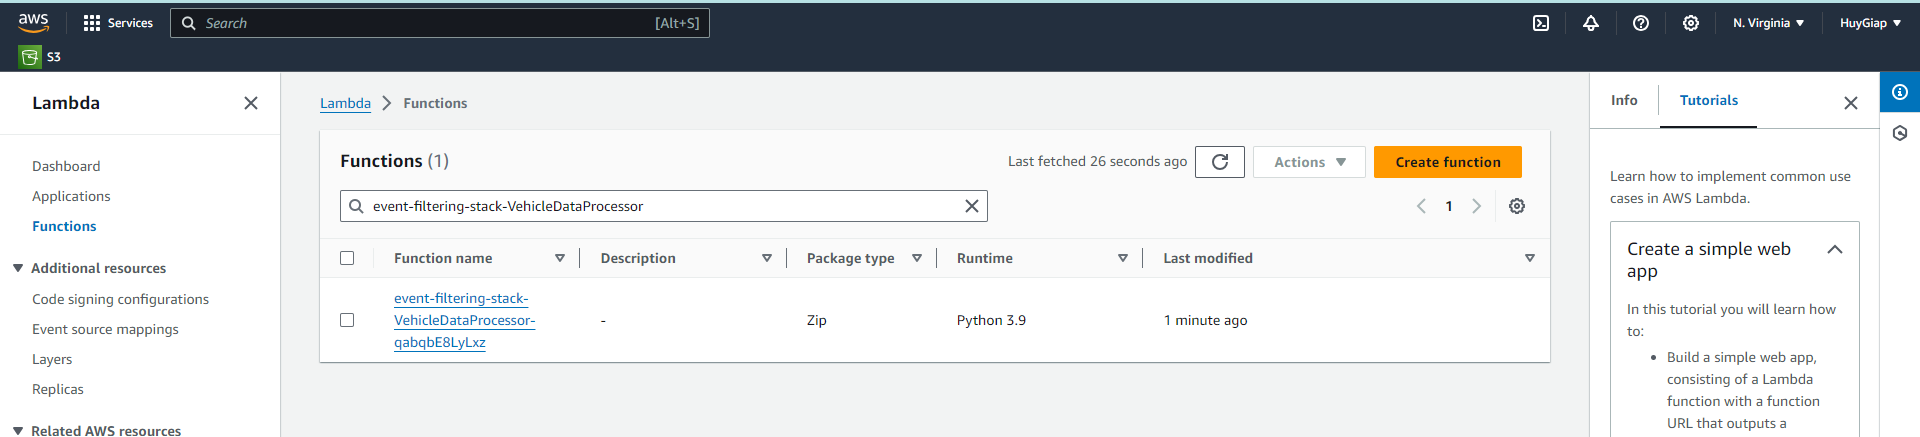 aws
Services
Search
[Alt+S]
N. Virginia
HuyGiap
S3
Lambda
Dashboard
Applications
Functions
Additional resources
Code signing configurations
Event source mappings
Layers
Replicas
Related AWS resources
Lambda > Functions
Functions (1)
Last fetched 26 seconds ago
Actions
Create function
event-filtering-stack-VehicleDataProcessor
1
Function name
Description
Package type
Runtime
Last modified
event-filtering-stack-
VehicleDataProcessor-
qabqbE8LyLxz
-
Zip
Python 3.9
1 minute ago
Info
Tutorials
Learn how to implement common use
cases in AWS Lambda.
Create a simple web
app
In this tutorial you will learn how
to:
• Build a simple web app,
consisting of a Lambda
function with a function
URL that outputs a